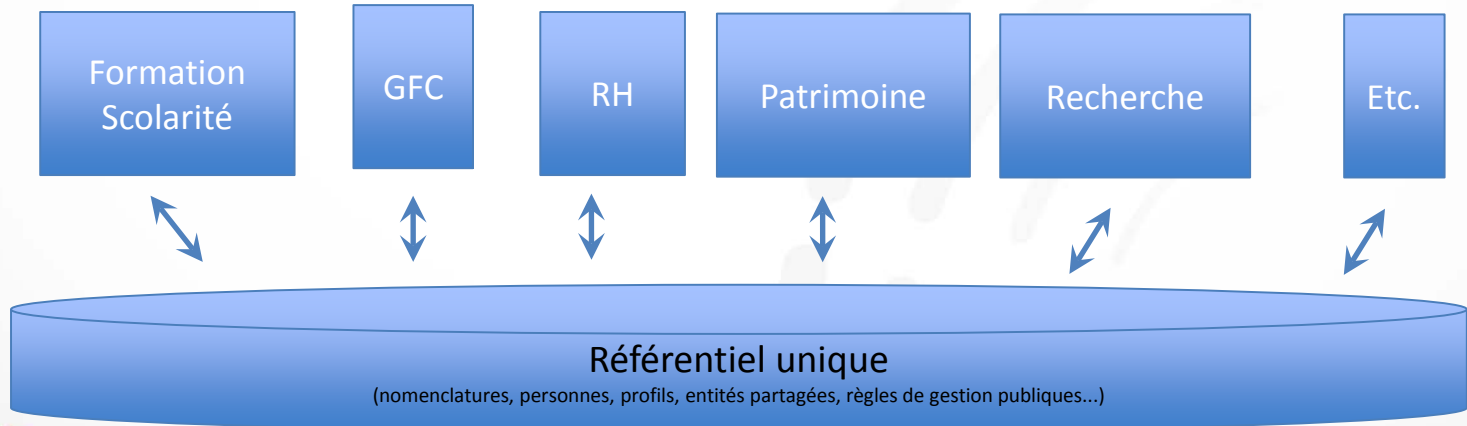 Formation
Scolarité
GFC
RH
Patrimoine
Recherche
Etc.
Référentiel unique
(nomenclatures, personnes, profils, entités partagées, règles de gestion publiques...)